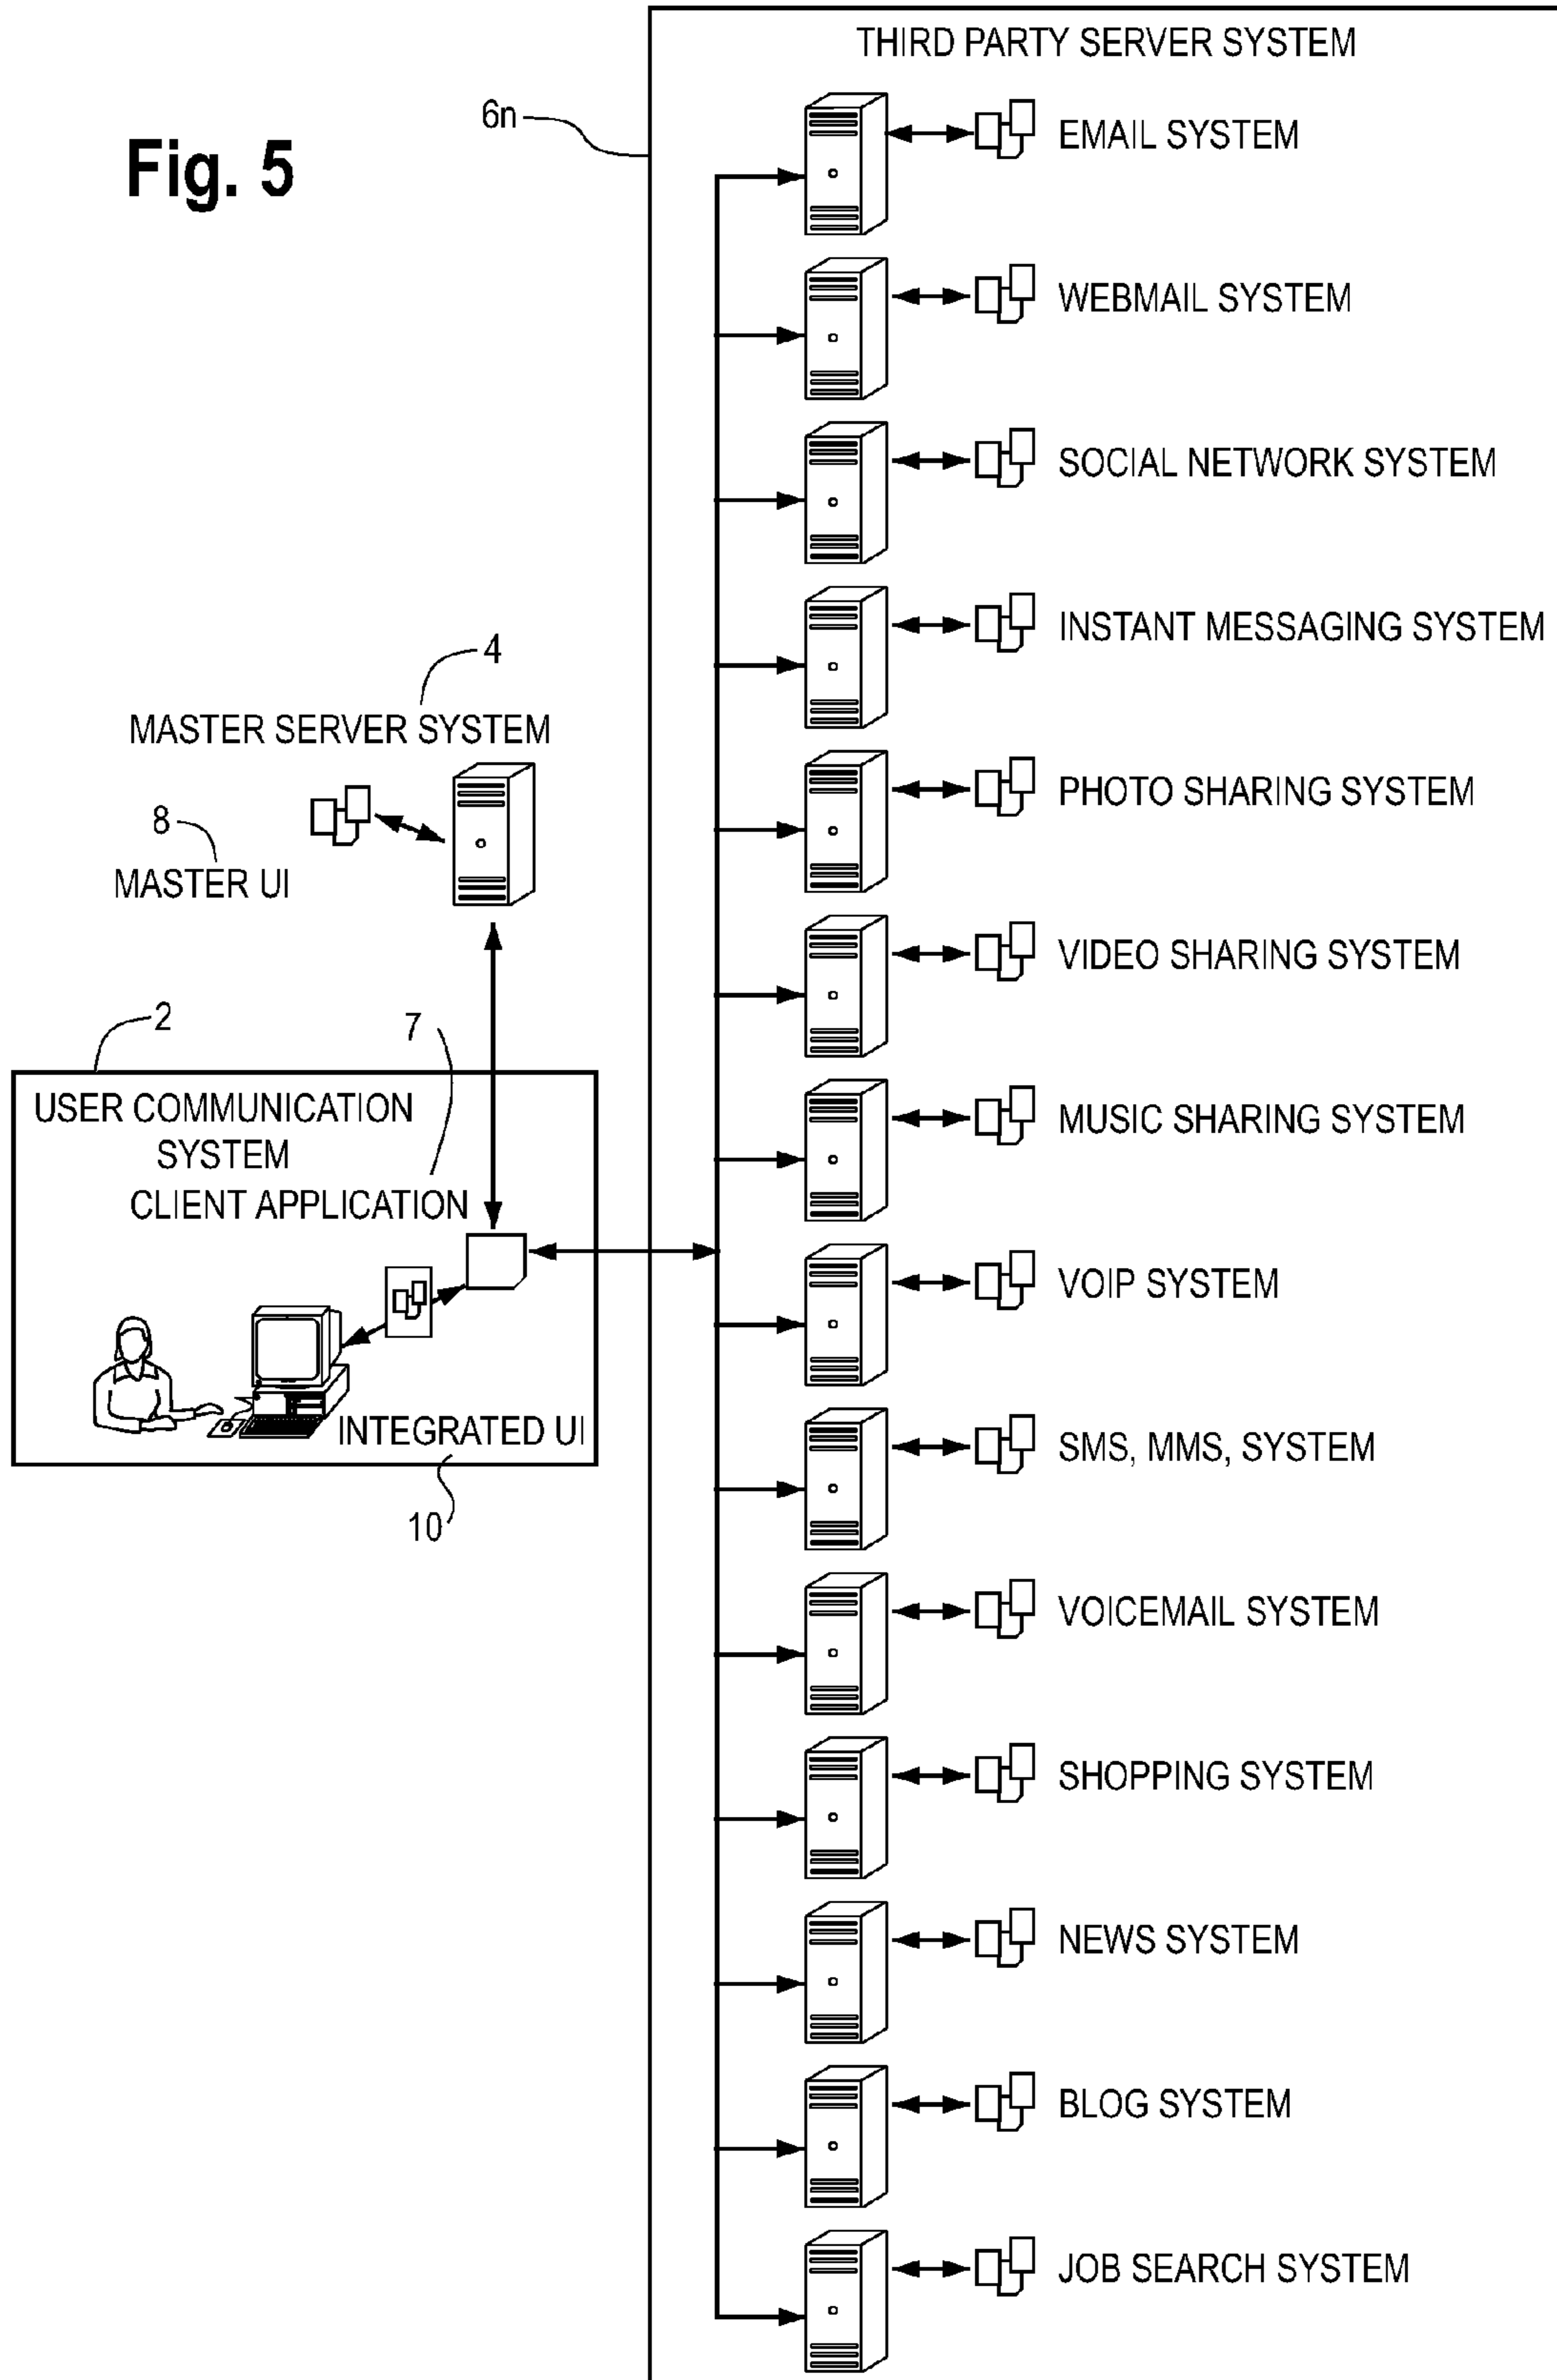 Fig. 5
THIRD PARTY SERVER SYSTEM
6n
EMAIL SYSTEM
WEBMAIL SYSTEM
SOCIAL NETWORK SYSTEM
INSTANT MESSAGING SYSTEM
PHOTO SHARING SYSTEM
VIDEO SHARING SYSTEM
MUSIC SHARING SYSTEM
VOIP SYSTEM
SMS, MMS, SYSTEM
VOICEMAIL SYSTEM
SHOPPING SYSTEM
NEWS SYSTEM
BLOG SYSTEM
JOB SEARCH SYSTEM
4
MASTER SERVER SYSTEM
8
MASTER UI
2
7
USER COMMUNICATION
SYSTEM
CLIENT APPLICATION
INTEGRATED UI
10